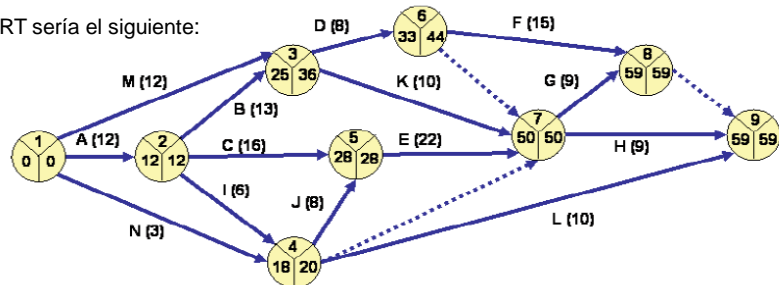 RT sería el siguiente:
D (8)
6
33 44
F (15)
M (12)
3
25 36
K (10)
8
59 59
G (9)
B (13)
1
0 0
A (12)
2
12 12
C (16)
5
28 28
E (22)
7
50 50
H (9)
9
59 59
I (6)
J (8)
N (3)
4
18 20
L (10)